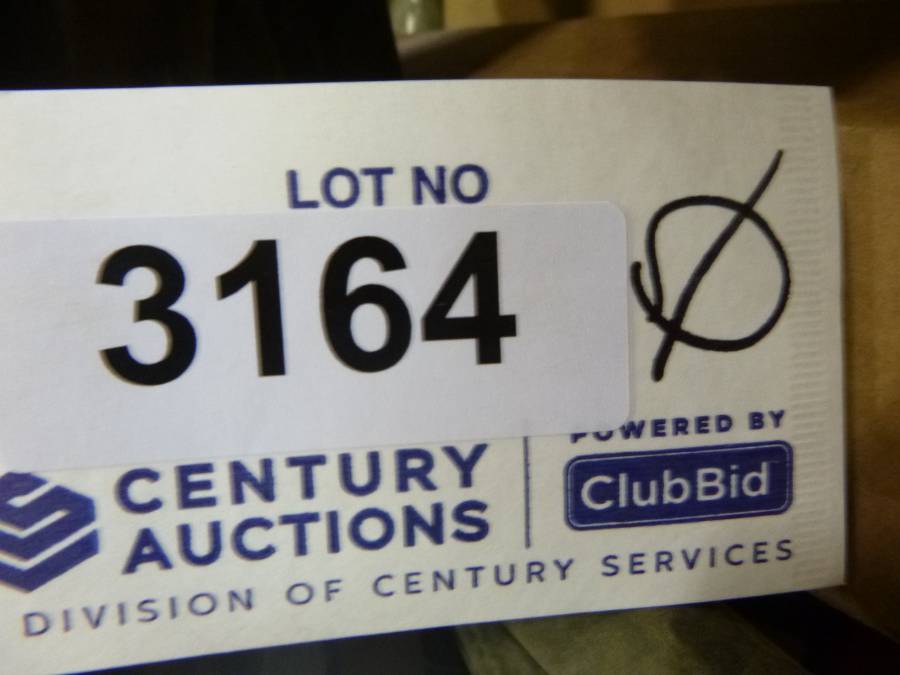 LOT NO
3164
Ø
CENTURY
AUCTIONS
POWERED BY
ClubBid
DIVISION OF CENTURY SERVICES